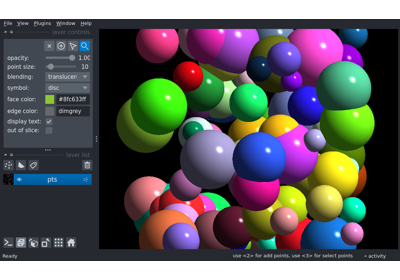 File View Plugins Window Help
layer controls
opacity: 1.00
point size: 10
blending: translucen
symbol: disc
face color: #8fc633ff
edge color: dimgrey
display text: ✓
out of slice:
layer list
pts
Ready use <2> for add points, use <3> for select points activity